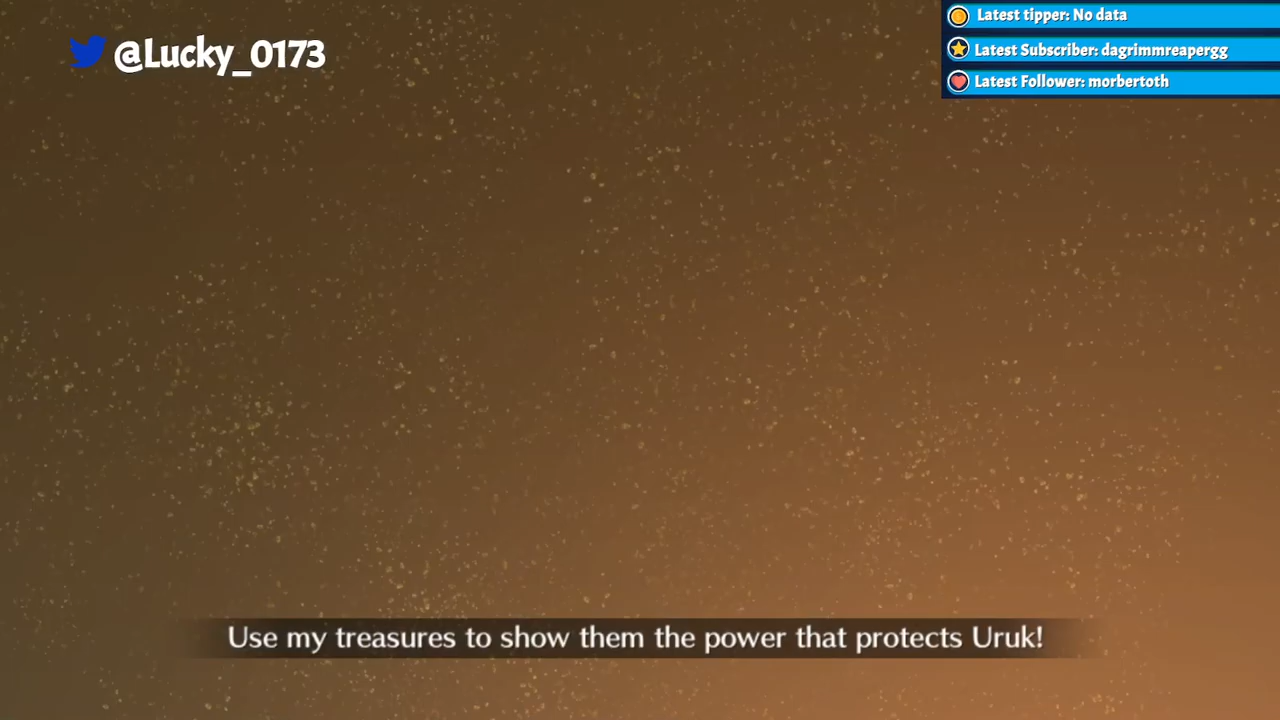 @Lucky_0173
Latest tipper: No data
Latest Subscriber: dagrimmreapergg
Latest Follower: morbertoth
Use my treasures to show them the power that protects Uruk!